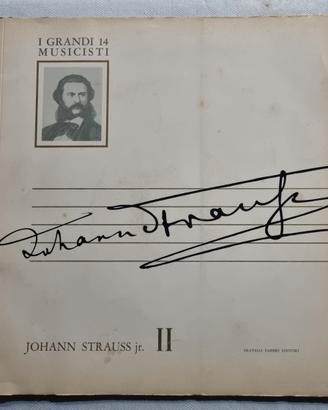 I GRANDI 14
MUSICISTI
Johann Strauss
JOHANN STRAUSS jr. II
FRATELLI FABBRI EDITORI